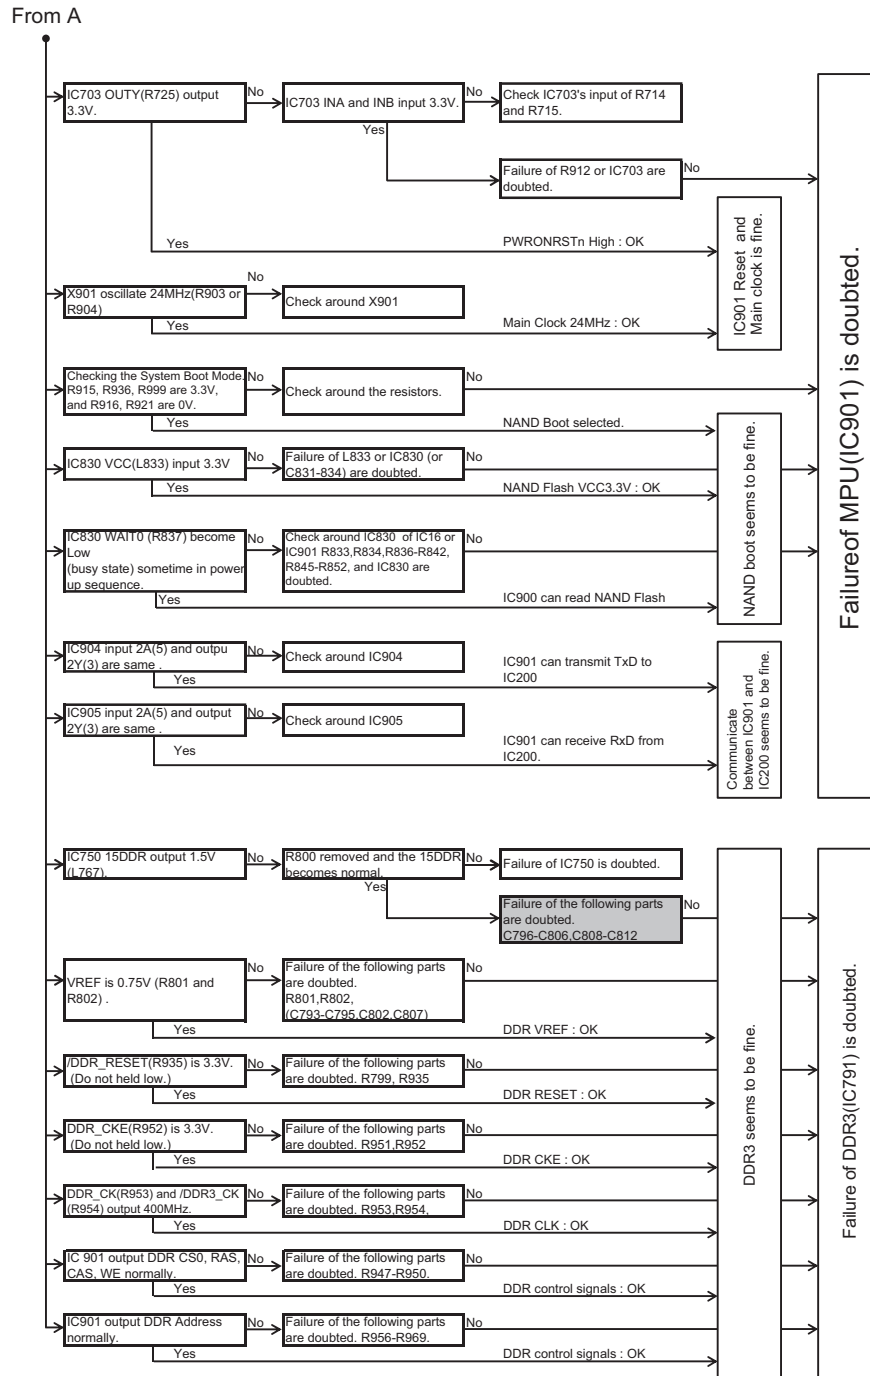 From A
IC703 OUTY(R725) output
3.3V.
No
IC703 INA and INB input 3.3V.
No
Check IC703's input of R714
and R715.
Yes
Failure of R912 or IC703 are
doubted.
No
Yes
PWRONRSTn High : OK
IC901 Reset and
Main clock is fine.
X901 oscillate 24MHz(R903 or
R904)
No
Check around X901
Yes
Main Clock 24MHz : OK
Checking the System Boot Mode.
R915, R936, R999 are 3.3V,
and R916, R921 are 0V.
No
Check around the resistors.
No
Yes
NAND Boot selected.
IC830 VCC(L833) input 3.3V
No
Failure of L833 or IC830 (or
C831-834) are doubted.
No
Yes
NAND Flash VCC3.3V : OK
IC830 WAIT0 (R837) become
Low
(busy state) sometime in power
up sequence.
No
Check around IC830 of IC16 or
IC901 R833,R834,R836-R842,
R845-R852, and IC830 are
doubted.
No
Yes
IC900 can read NAND Flash
NAND boot seems to be fine.
IC904 input 2A(5) and outpu
2Y(3) are same .
No
Check around IC904
Yes
IC901 can transmit TxD to
IC200
IC905 input 2A(5) and output
2Y(3) are same .
No
Check around IC905
Yes
IC901 can receive RxD from
IC200.
Communicate
between IC901 and
IC200 seems to be fine.
Failureof MPU(IC901) is doubted.
IC750 15DDR output 1.5V
(L767).
No
R800 removed and the 15DDR
becomes normal.
No
Failure of IC750 is doubted.
Yes
Failure of the following parts
are doubted.
C796-C806,C808-C812
No
VREF is 0.75V (R801 and
R802) .
No
Failure of the following parts
are doubted.
R801,R802,
(C793-C795,C802,C807)
No
Yes
DDR VREF : OK
/DDR_RESET(R935) is 3.3V.
(Do not held low.)
No
Failure of the following parts
are doubted. R799, R935
No
Yes
DDR RESET : OK
DDR_CKE(R952) is 3.3V.
(Do not held low.)
No
Failure of the following parts
are doubted. R951,R952
No
Yes
DDR CKE : OK
DDR_CK(R953) and /DDR3_CK
(R954) output 400MHz.
No
Failure of the following parts
are doubted. R953,R954,
No
Yes
DDR CLK : OK
IC 901 output DDR CS0, RAS,
CAS, WE normally.
No
Failure of the following parts
are doubted. R947-R950.
No
Yes
DDR control signals : OK
IC901 output DDR Address
normally.
No
Failure of the following parts
are doubted. R956-R969.
No
Yes
DDR control signals : OK
DDR3 seems to be fine.
Failure of DDR3(IC791) is doubted.